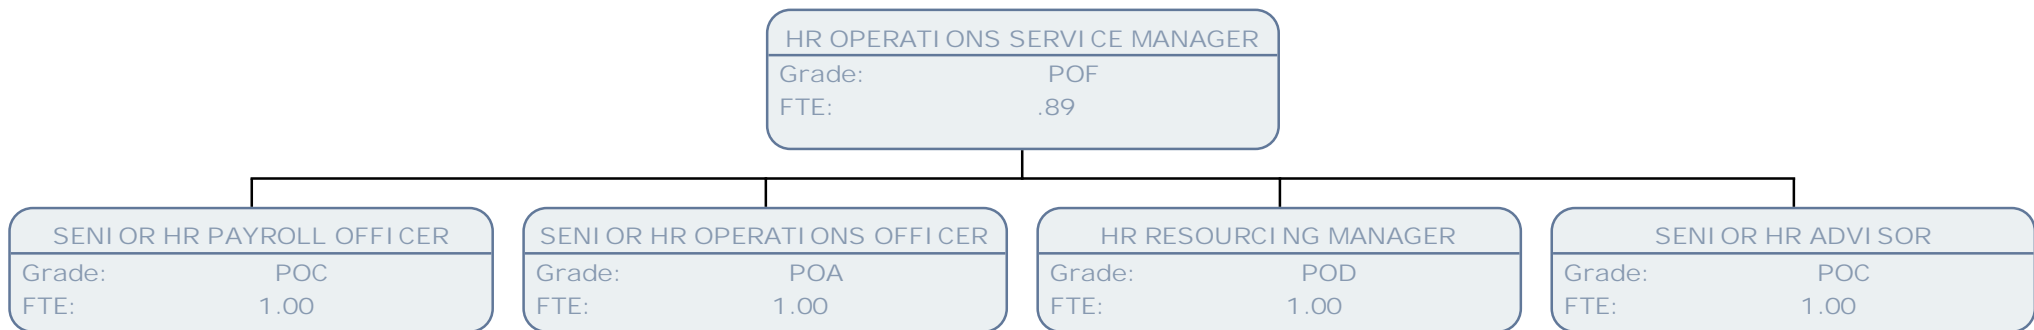 HR OPERATIONS SERVICE MANAGER
Grade: POF
FTE: .89
SENIOR HR PAYROLL OFFICER
Grade: POC
FTE: 1.00
SENIOR HR OPERATIONS OFFICER
Grade: POA
FTE: 1.00
HR RESOURCING MANAGER
Grade: POD
FTE: 1.00
SENIOR HR ADVISOR
Grade: POC
FTE: 1.00